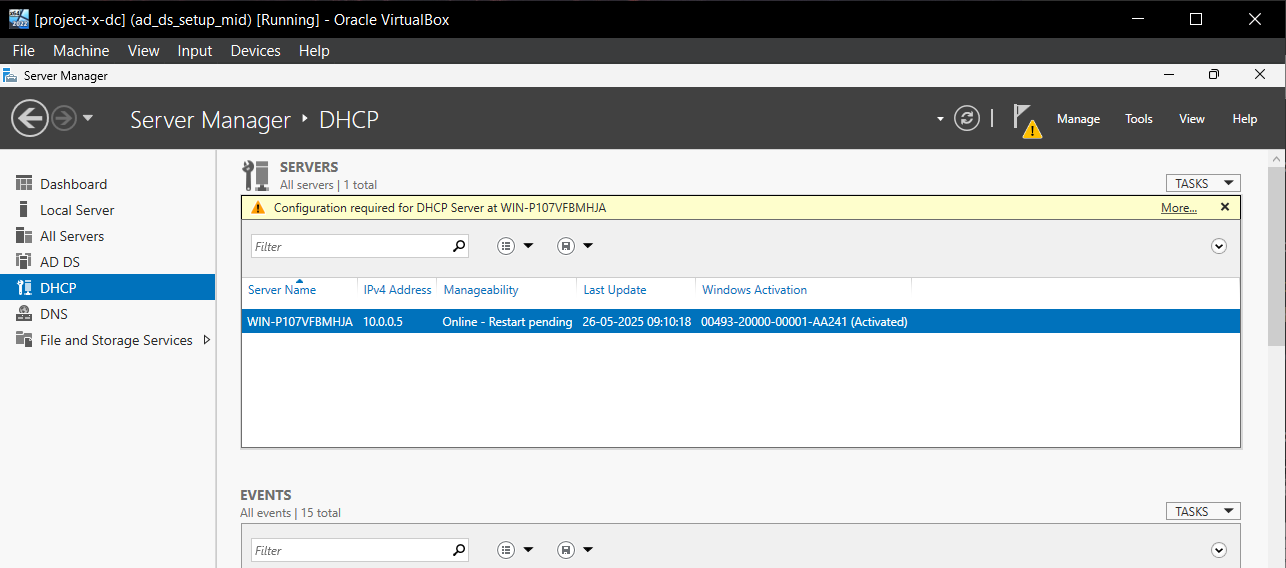 [project-x-dc] (ad_ds_setup_mid) [Running] - Oracle VirtualBox
File Machine View Input Devices Help
Server Manager
Server Manager ‣ DHCP
Manage Tools View Help
Dashboard
Local Server
All Servers
AD DS
DHCP
DNS
File and Storage Services
SERVERS
All servers | 1 total
TASKS
Configuration required for DHCP Server at WIN-P107VFBMHJA
More...
Filter
Server Name IPv4 Address Manageability Last Update Windows Activation
WIN-P107VFBMHJA 10.0.0.5 Online - Restart pending 26-05-2025 09:10:18 00493-20000-00001-AA241 (Activated)
EVENTS
All events | 15 total
TASKS
Filter